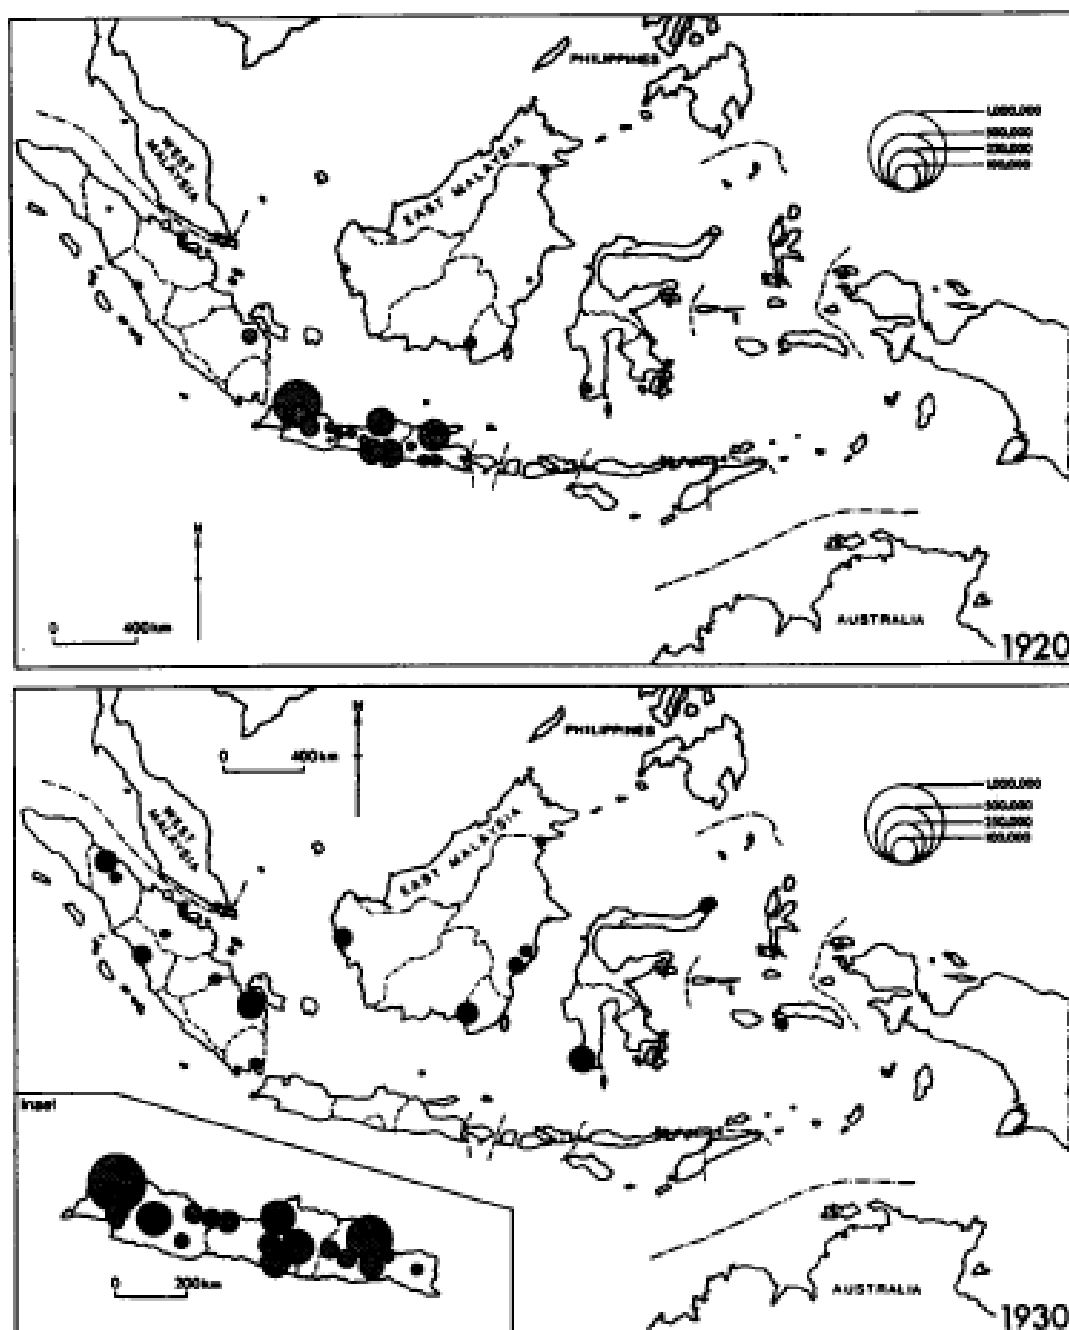 PHILIPPINES
WEST MALAYSIA
EAST MALAYSIA
1,000,000
500,000
250,000
100,000
N
0 400km
AUSTRALIA
1920
N
0 400km
PHILIPPINES
WEST MALAYSIA
EAST MALAYSIA
1,000,000
500,000
250,000
100,000
Inset
0 200km
AUSTRALIA
1930